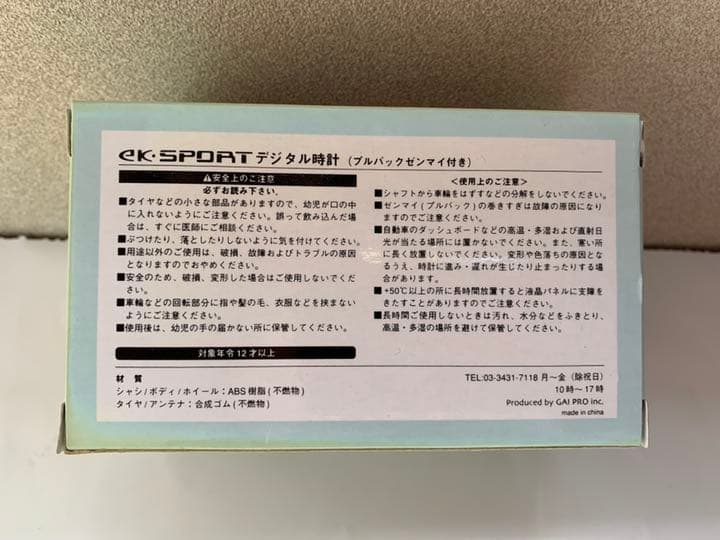 eK·SPORT デジタル時計 (プルバックゼンマイ付き)
⚠安全上のご注意
必ずお読み下さい。
■タイヤなどの小さな部品がありますので、幼児が口の中
に入れないようにご注意ください。誤って飲み込んだ場
合は、すぐに医師にご相談ください。
■ぶつけたり、落としたりしないように気を付けてください。
■用途以外のご使用は、破損、故障およびトラブルの原因
となりますのでおやめください。
■安全のため、破損、変形した場合はご使用しないでくだ
さい。
■車輪などの回転部分に指や髪の毛、衣服などを挟まない
ようにご注意ください。
■使用後は、幼児の手の届かない所に保管してください。
対象年令12才以上
<使用上のご注意>
■シャフトから車輪をはずすなどの分解をしないでください。
■ゼンマイ(プルバック)の巻きすぎは故障の原因になり
ますのでご注意ください。
■自動車のダッシュボードなどの高温・多湿および直射日
光が当たる場所には置かないでください。また、寒い所
に長く放置しないでください。変形や色落ちの原因とな
るうえ、時計に進み・遅れが生じたり止まったりする場
合があります。
■+50℃以上の所に長時間放置すると液晶パネルに支障を
きたすことがありますのでご注意ください。
■長時間ご使用しないときは汚れ、水分などをふきとり、
高温・多湿の場所を避けて保管してください。
材 質
シャシ/ボディ/ホイール:ABS樹脂(不燃物)
タイヤ/アンテナ:合成ゴム(不燃物)
TEL:03-3431-7118 月〜金(除祝日)
10時〜17時
Produced by GAI PRO inc.
made in china